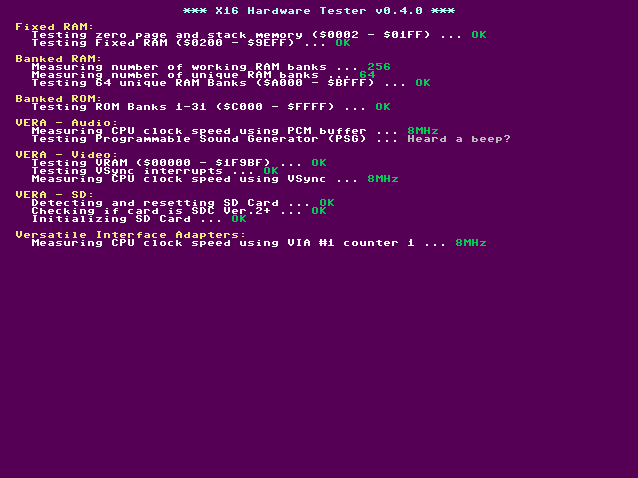 *** X16 Hardware Tester v0.4.0 ***
Fixed RAM:
Testing zero page and stack memory ($0002 - $01FF) ... OK
Testing Fixed RAM ($0200 - $9EFF) ... OK
Banked RAM:
Measuring number of working RAM banks ... 256
Measuring number of unique RAM banks ... 64
Testing 64 unique RAM Banks ($A000 - $BFFF) ... OK
Banked ROM:
Testing ROM Banks 1-31 ($C000 - $FFFF) ... OK
VERA - Audio:
Measuring CPU clock speed using PCM buffer ... 8MHz
Testing Programmable Sound Generator (PSG) ... Heard a beep?
VERA - Video:
Testing VRAM ($00000 - $1F9BF) ... OK
Testing VSync interrupts ... OK
Measuring CPU clock speed using VSync ... 8MHz
VERA - SD:
Detecting and resetting SD Card ... OK
Checking if card is SDC Ver.2+ ... OK
Initializing SD Card ... OK
Versatile Interface Adapters:
Measuring CPU clock speed using VIA #1 counter 1 ... 8MHz